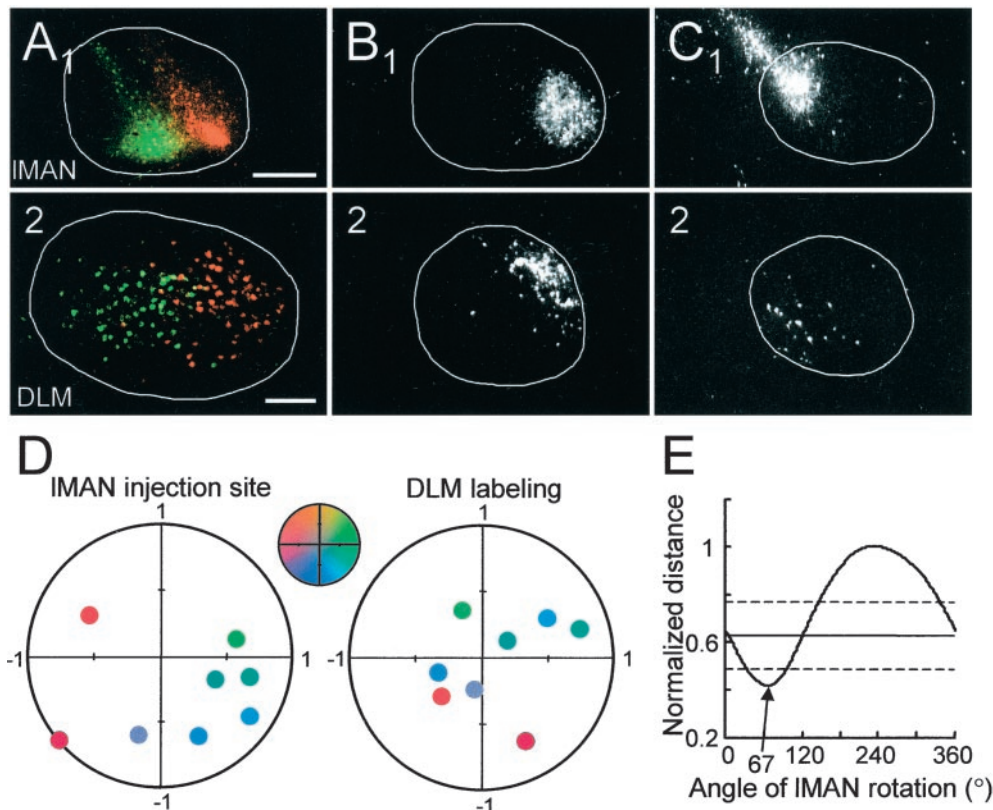 A1
B1
C1
lMAN
2
2
2
DLM
D
E
lMAN injection site
DLM labeling
1
1
-1
1
-1
1
-1
-1
Normalized distance
1
0.6
0.2
0
67
120
240
360
Angle of lMAN rotation (°)